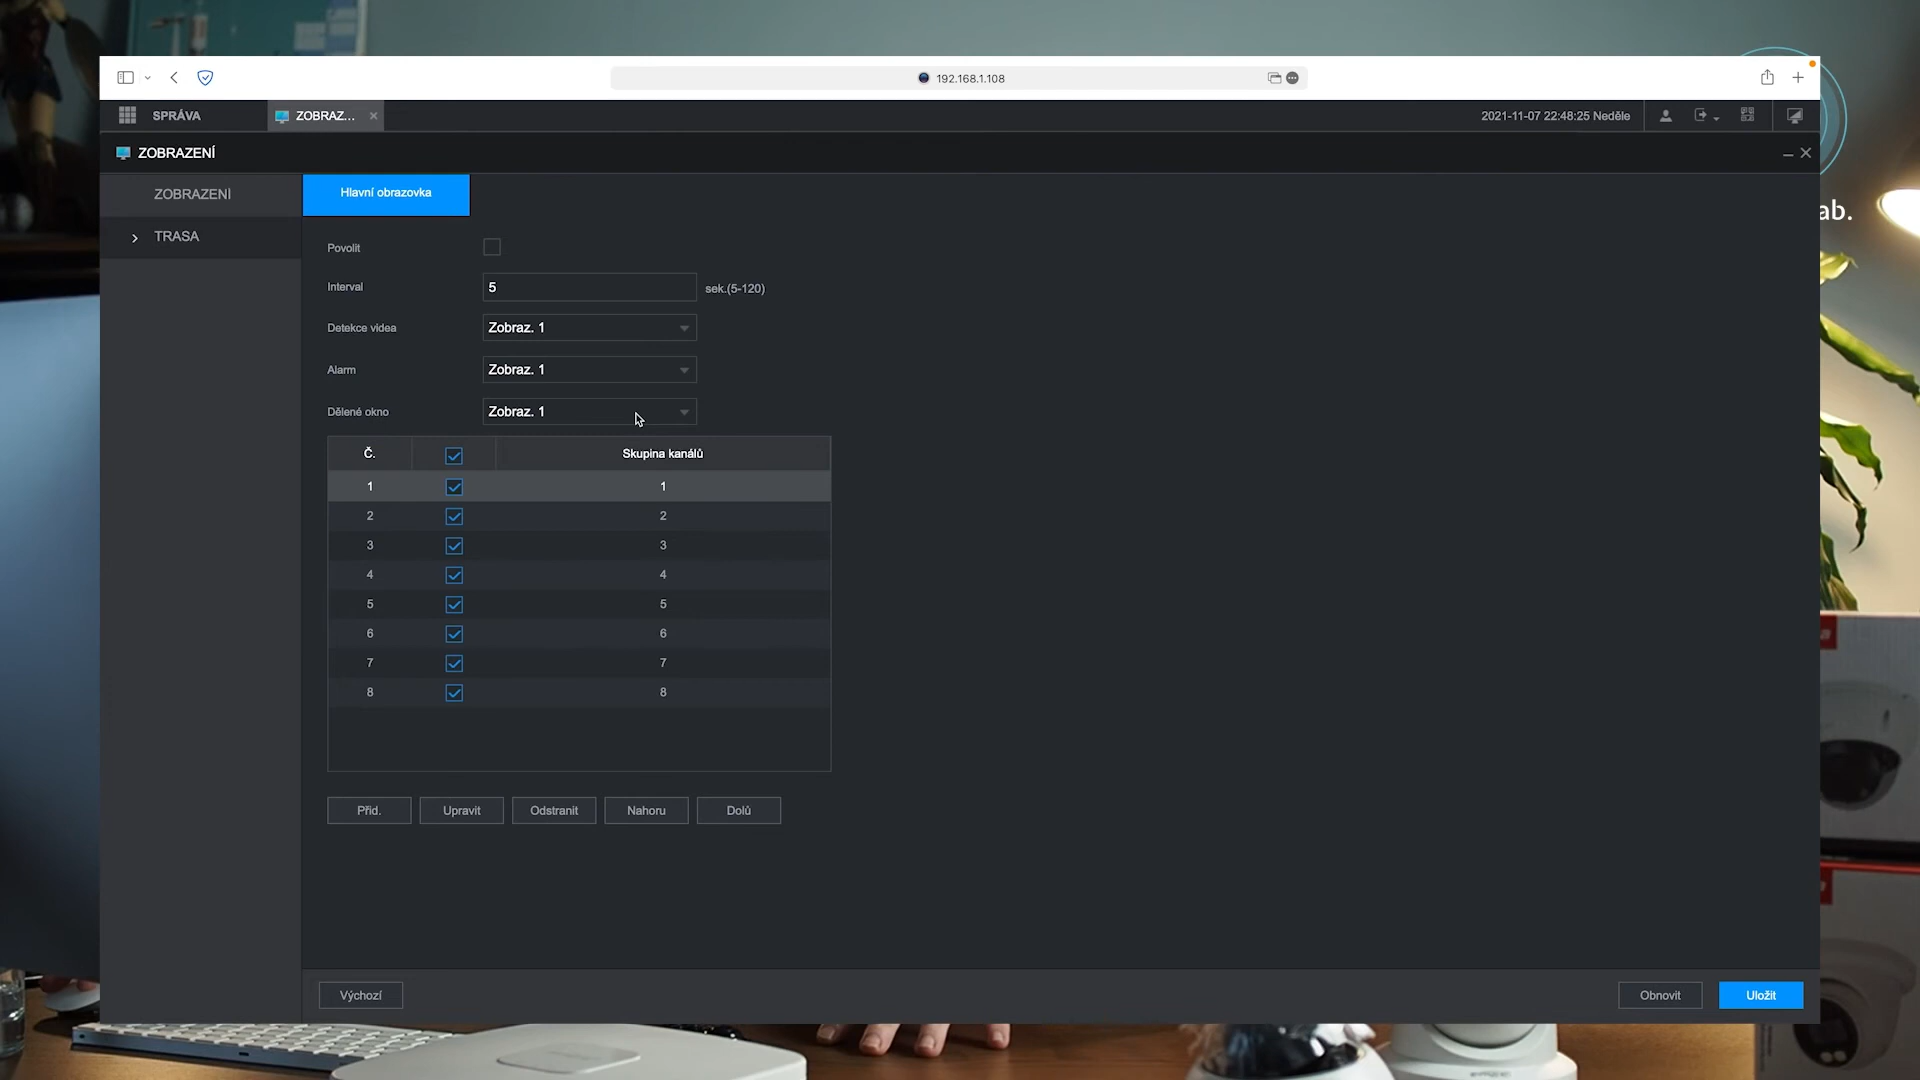 192.168.1.108
SPRÁVA
ZOBRAZ...
2021-11-07 22:48:25 Neděle
ZOBRAZENÍ
ZOBRAZENÍ
Hlavní obrazovka
TRASA
ab.
Povolit
Interval
5
sek.(5-120)
Detekce videa
Zobraz. 1
Alarm
Zobraz. 1
Dělené okno
Zobraz. 1
Č.
Skupina kanálů
1 1
2 2
3 3
4 4
5 5
6 6
7 7
8 8
Přid.
Upravit
Odstranit
Nahoru
Dolů
Výchozí
Obnovit
Uložit